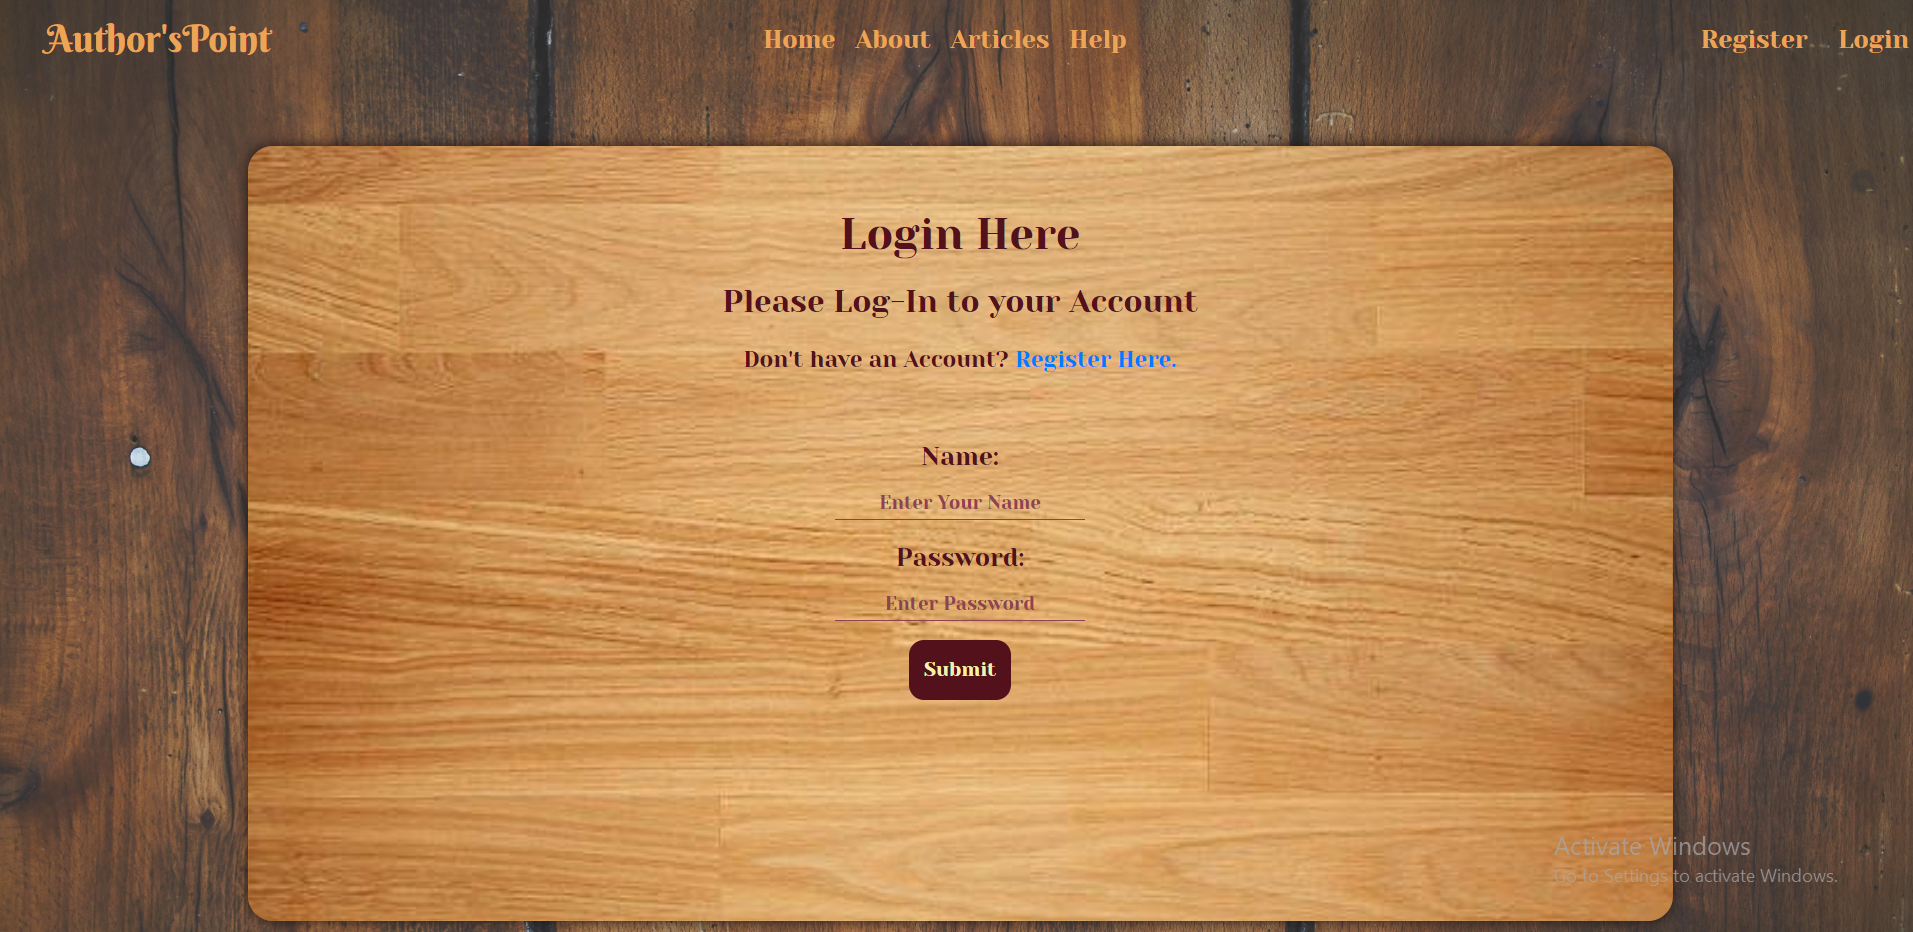 Author'sPoint
Home About Articles Help
Register Login
Login Here
Please Log-In to your Account
Don't have an Account? Register Here.
Name:
Enter Your Name
Password:
Enter Password
Submit
Activate Windows
Go to Settings to activate Windows.